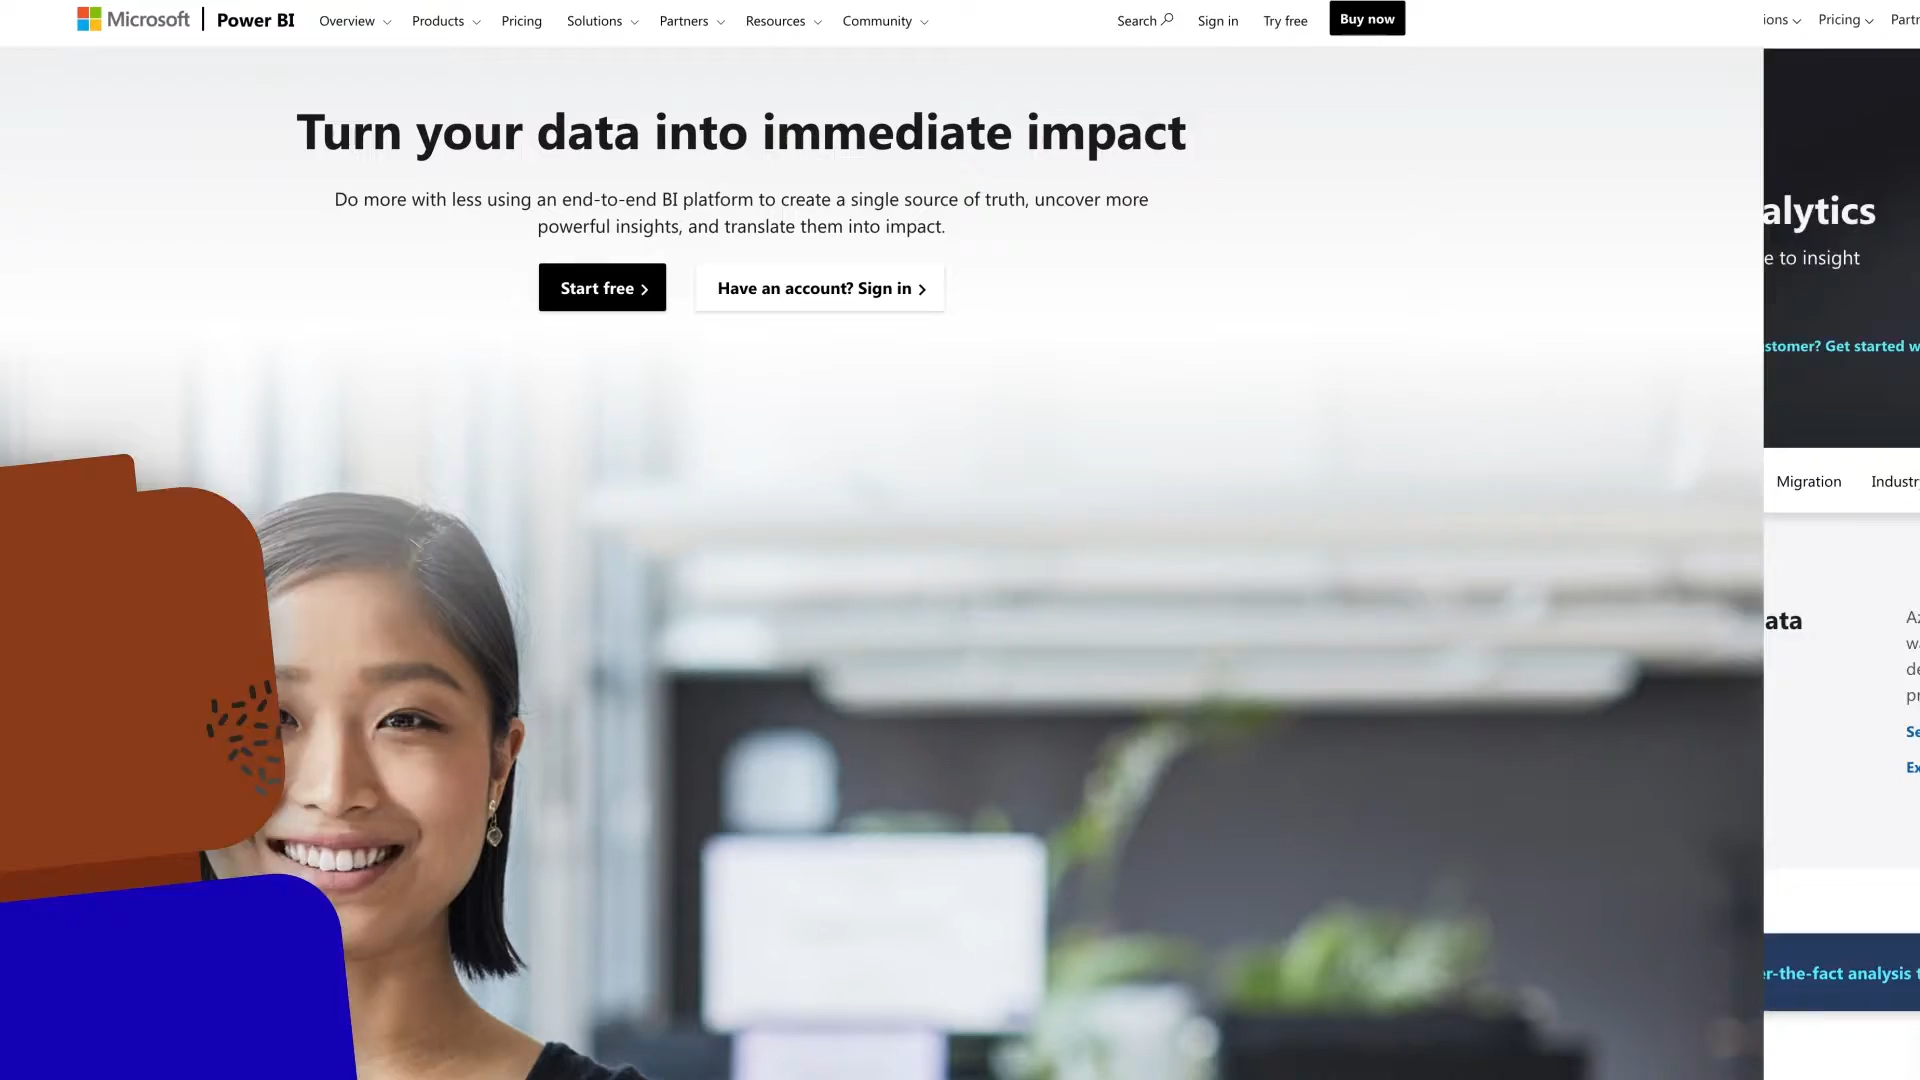 Microsoft Power BI Overview Products Pricing Solutions Partners Resources Community Search Sign in Try free Buy now
Pricing
Turn your data into immediate impact
Do more with less using an end-to-end BI platform to create a single source of truth, uncover more
powerful insights, and translate them into impact.
Start free
Have an account? Sign in
alytics
e to insight
stomer? Get started w
Migration
ata
er-the-fact analysis